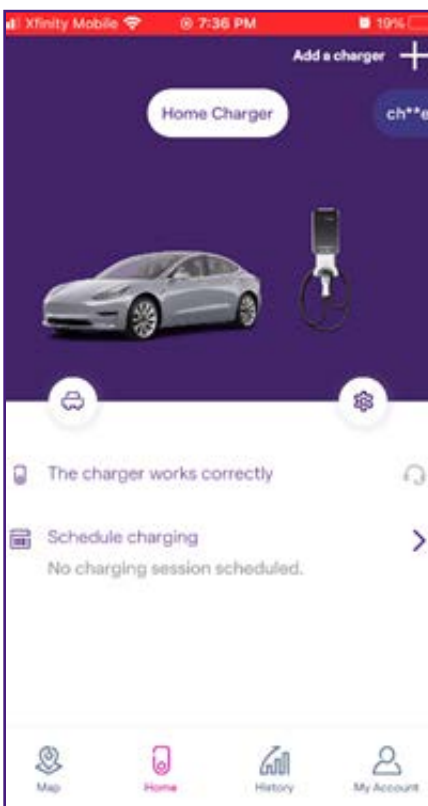 Xfinity Mobile 7:36 PM 19%
Add a charger
Home Charger ch**e
The charger works correctly
Schedule charging
No charging session scheduled.
Map Home History My Account